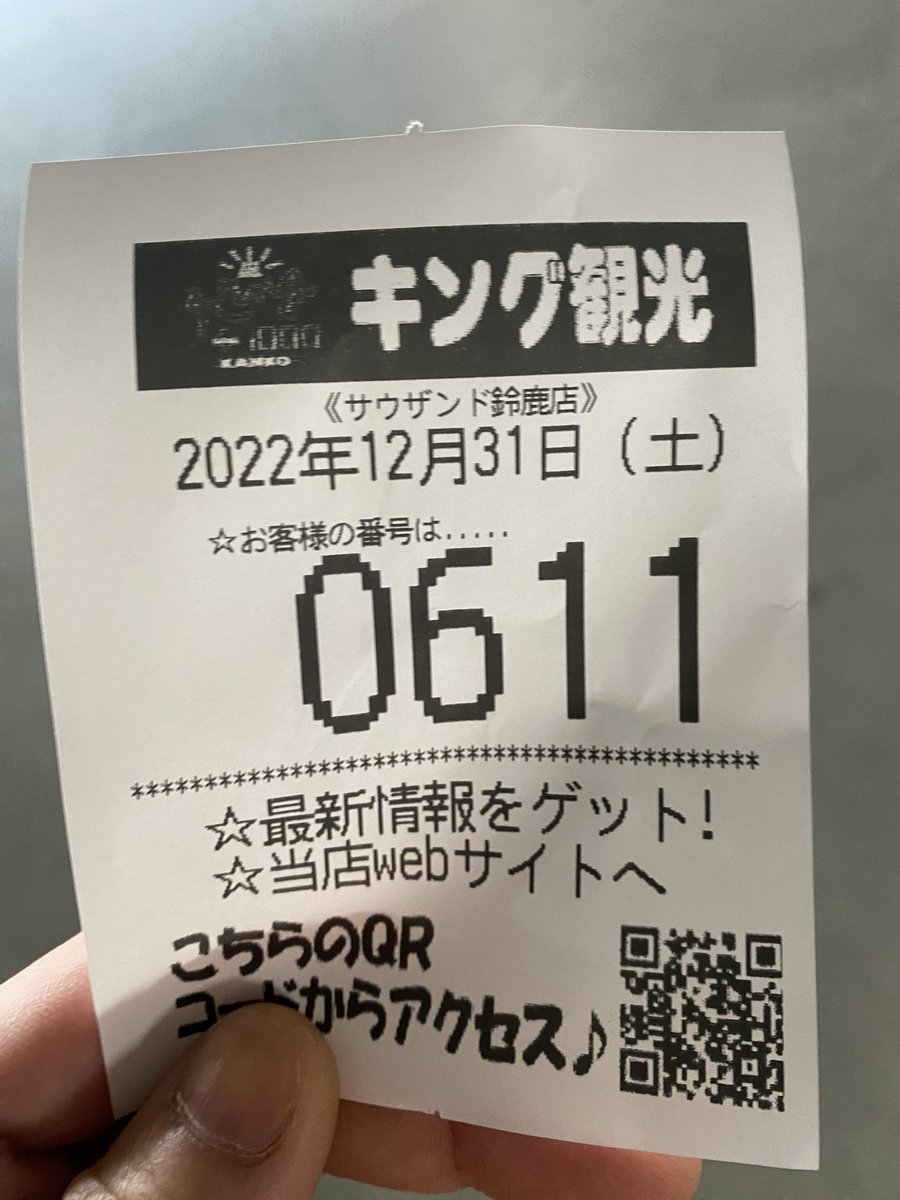 キング観光
1000
KANKO
《サウザンド鈴鹿店》
2022年12月31日（土）
☆お客様の番号は.....
0611
*******************************************
☆最新情報をゲット!
☆当店webサイトへ
こちらのQR
コードからアクセス♪